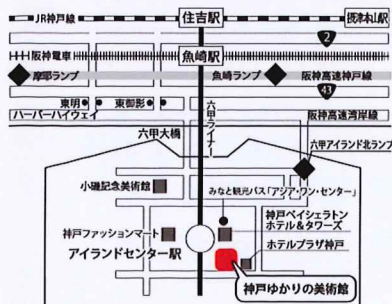 JR神戸線
住吉駅
摂津本山駅
2
阪神電車
魚崎駅
摩耶ランプ
魚崎ランプ
阪神高速神戸線
43
東明
東御影
ハーバーハイウェイ
六甲ライナー
阪神高速湾岸線
六甲大橋
六甲アイランド北ランプ
小磯記念美術館
みなと観光バス「アジア・ワン・センター」
神戸ファッションマート
神戸ベイシェラトン
ホテル&タワーズ
アイランドセンター駅
ホテルプラザ神戸
神戸ゆかりの美術館